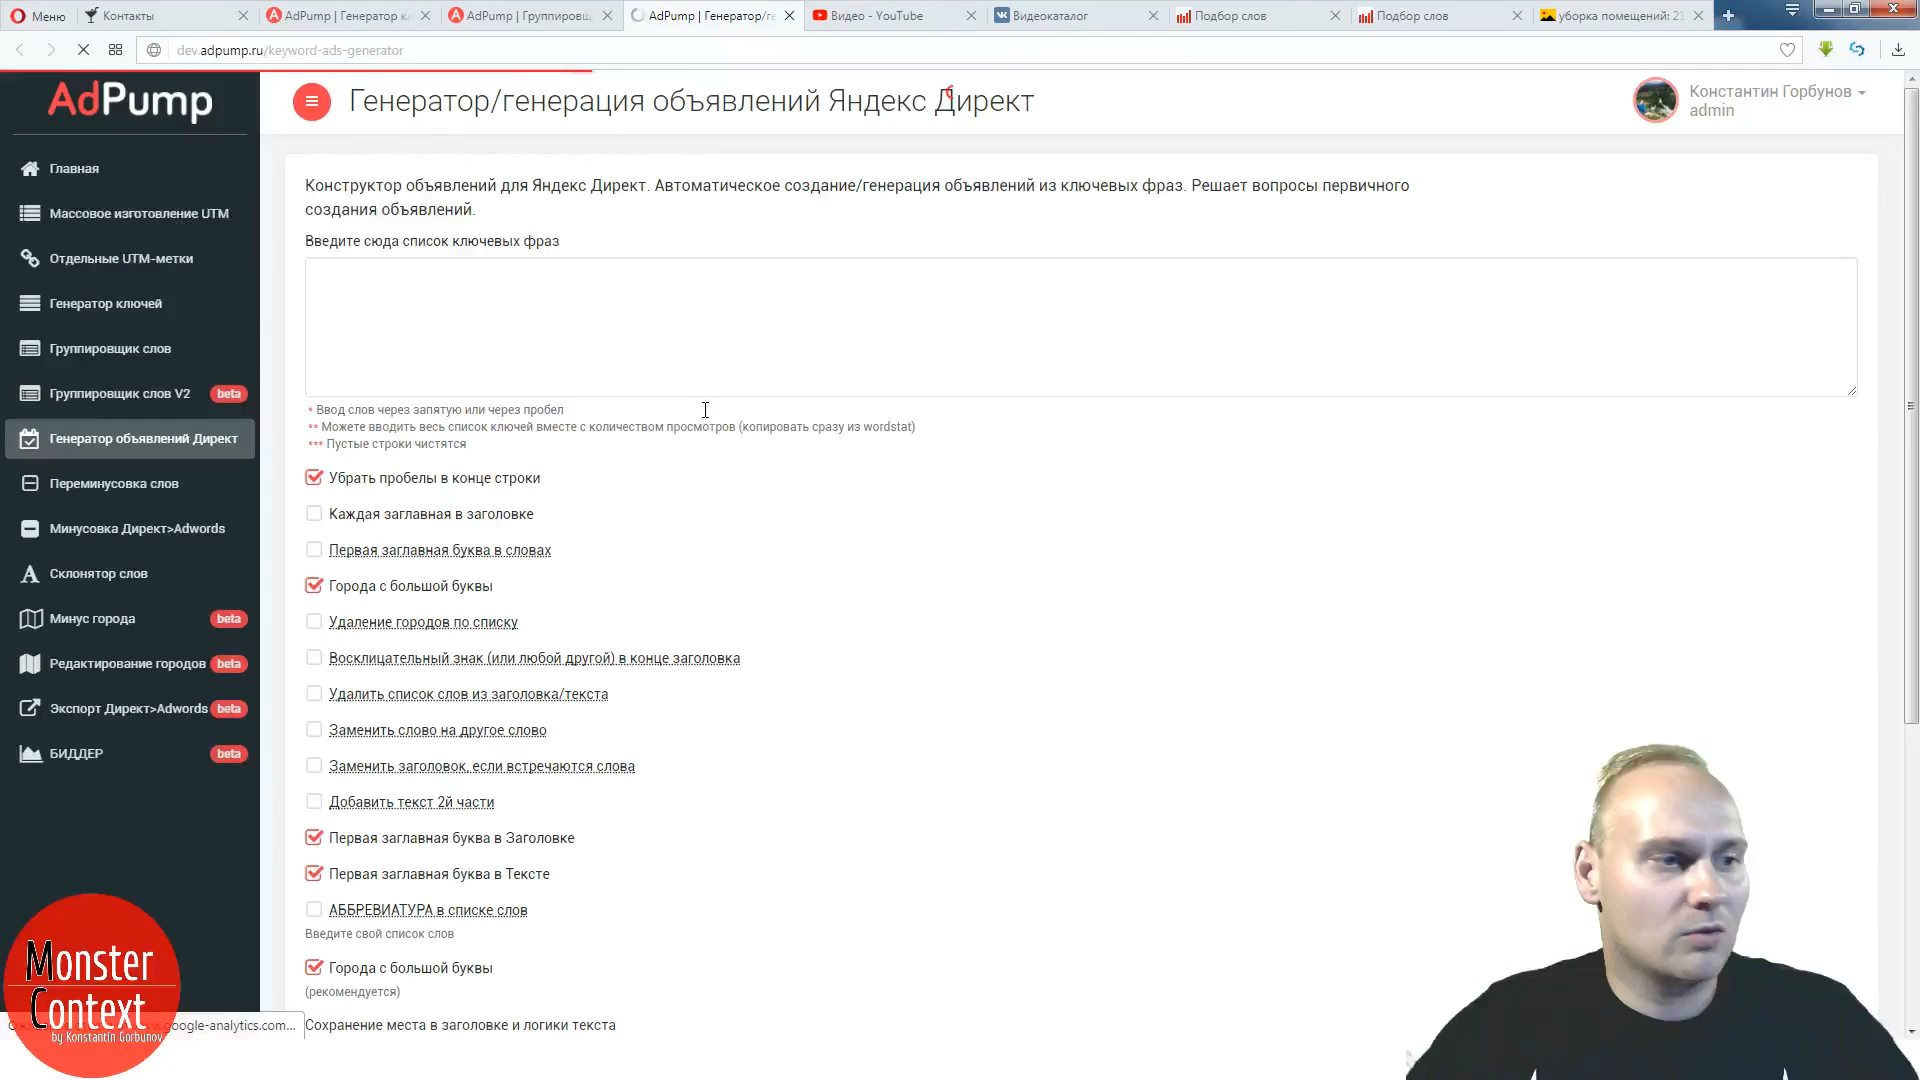 Меню
Контакты
AdPump | Генератор к
AdPump | Группировщ
AdPump | Генератор/ге
Видео - YouTube
Видеокаталог
Подбор слов
Подбор слов
уборка помещений: 21
dev.adpump.ru/keyword-ads-generator
AdPump
Генератор/генерация объявлений Яндекс Директ
Константин Горбунов
admin
Главная
Массовое изготовление UTM
Отдельные UTM-метки
Генератор ключей
Группировщик слов
Группировщик слов V2 beta
Генератор объявлений Директ
Переминусовка слов
Минусовка Директ>Adwords
Склонятор слов
Минус города beta
Редактирование городов beta
Экспорт Директ>Adwords beta
БИДДЕР beta
Конструктор объявлений для Яндекс Директ. Автоматическое создание/генерация объявлений из ключевых фраз. Решает вопросы первичного
создания объявлений.
Введите сюда список ключевых фраз
* Ввод слов через запятую или через пробел
** Можете вводить весь список ключей вместе с количеством просмотров (копировать сразу из wordstat)
*** Пустые строки чистятся
Убрать пробелы в конце строки
Каждая заглавная в заголовке
Первая заглавная буква в словах
Города с большой буквы
Удаление городов по списку
Восклицательный знак (или любой другой) в конце заголовка
Удалить список слов из заголовка/текста
Заменить слово на другое слово
Заменить заголовок, если встречаются слова
Добавить текст 2й части
Первая заглавная буква в Заголовке
Первая заглавная буква в Тексте
АББРЕВИАТУРА в списке слов
Введите свой список слов
Города с большой буквы
(рекомендуется)
Сохранение места в заголовке и логики текста
Monster
Context
by Konstantin Gorbunov
google-analytics.com...